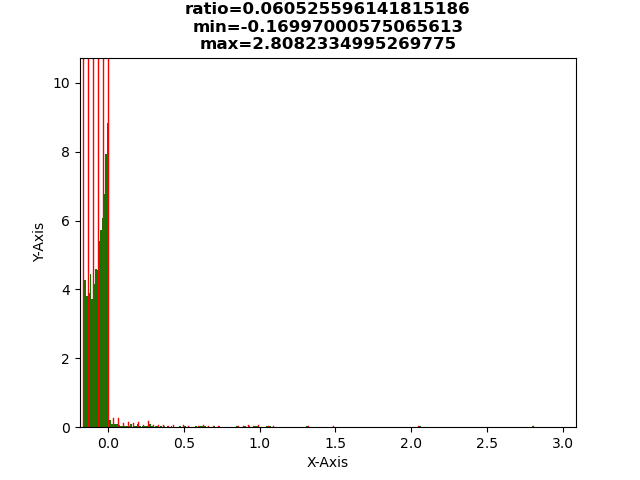 ratio=0.060525596141815186
min=-0.16997000575065613
max=2.8082334995269775
10
8
6
4
2
0
Y-Axis
0.0 0.5 1.0 1.5 2.0 2.5 3.0
X-Axis